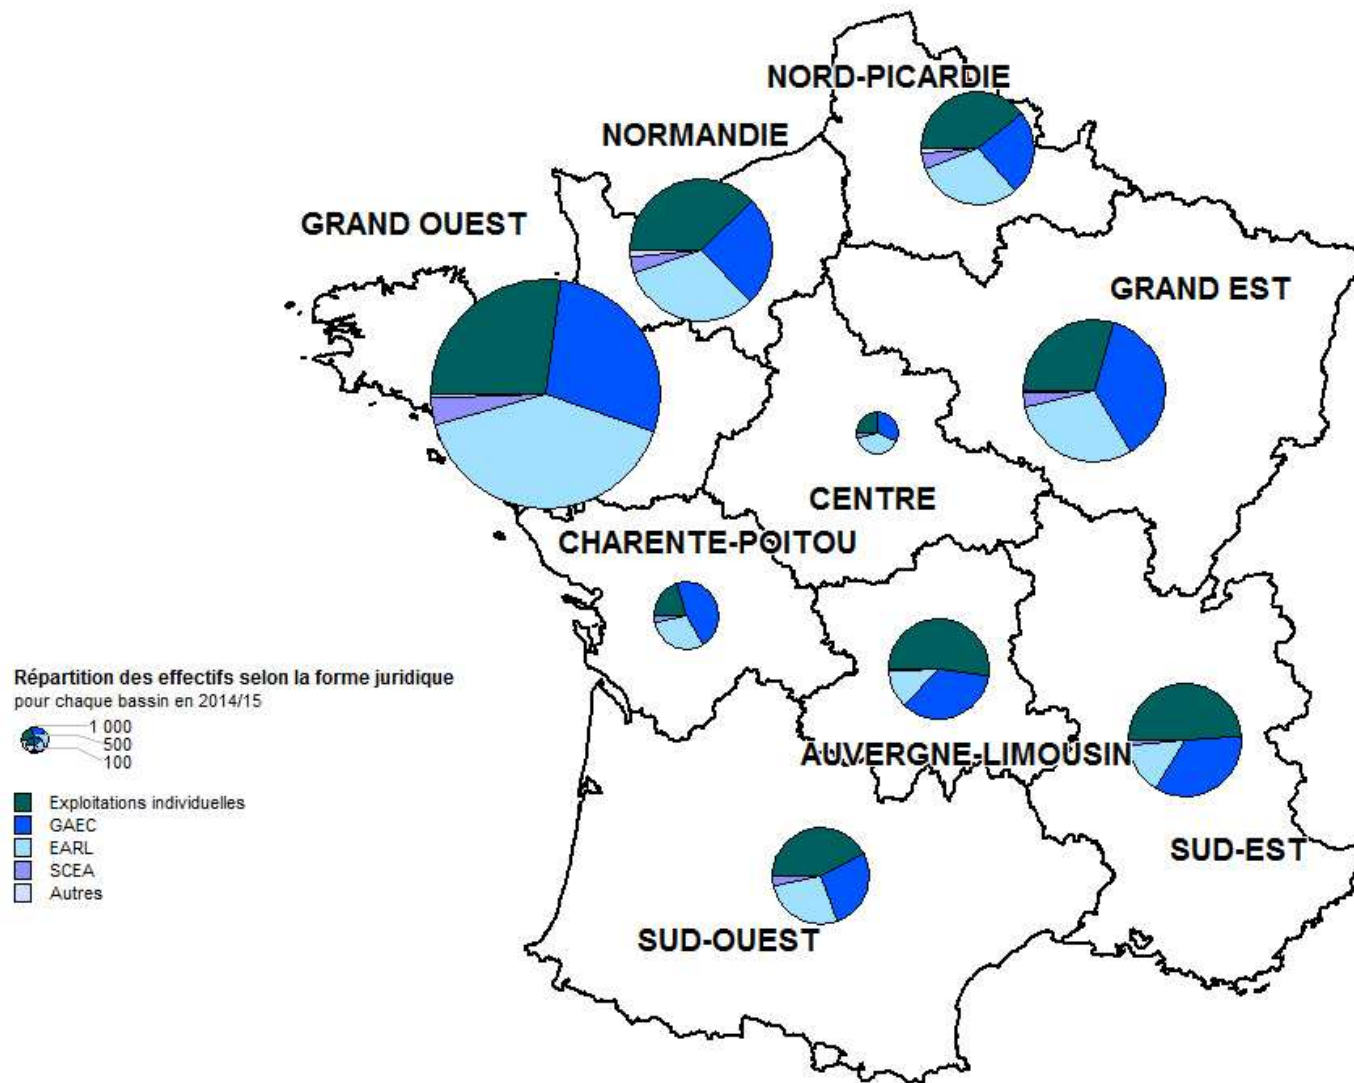 NORD-PICARDIE
NORMANDIE
GRAND OUEST
GRAND EST
CENTRE
CHARENTE-POITOU
AUVERGNE-LIMOUSIN
SUD-EST
SUD-OUEST
Répartition des effectifs selon la forme juridique
pour chaque bassin en 2014/15
1 000
500
100
Exploitations individuelles
GAEC
EARL
SCEA
Autres